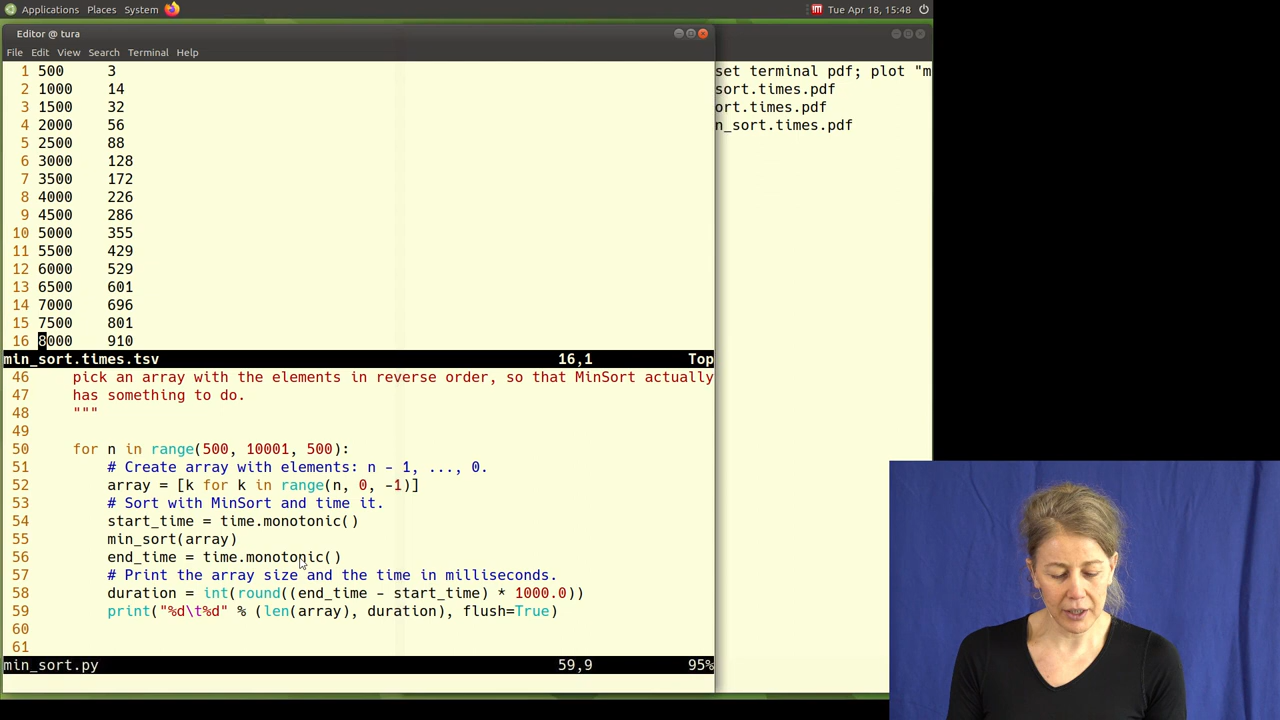 Applications Places System Tue Apr 18, 15:48
Editor @ tura
File Edit View Search Terminal Help
1 500 3
2 1000 14
3 1500 32
4 2000 56
5 2500 88
6 3000 128
7 3500 172
8 4000 226
9 4500 286
10 5000 355
11 5500 429
12 6000 529
13 6500 601
14 7000 696
15 7500 801
16 8000 910
min_sort.times.tsv 16,1 Top
46 pick an array with the elements in reverse order, so that MinSort actually
47 has something to do.
48 """
49
50 for n in range(500, 10001, 500):
51 # Create array with elements: n - 1, ..., 0.
52 array = [k for k in range(n, 0, -1)]
53 # Sort with MinSort and time it.
54 start_time = time.monotonic()
55 min_sort(array)
56 end_time = time.monotonic()
57 # Print the array size and the time in milliseconds.
58 duration = int(round((end_time - start_time) * 1000.0))
59 print("%d\t%d" % (len(array), duration), flush=True)
60
61
min_sort.py 59,9 95%
set terminal pdf; plot "m
sort.times.pdf
ort.times.pdf
n_sort.times.pdf